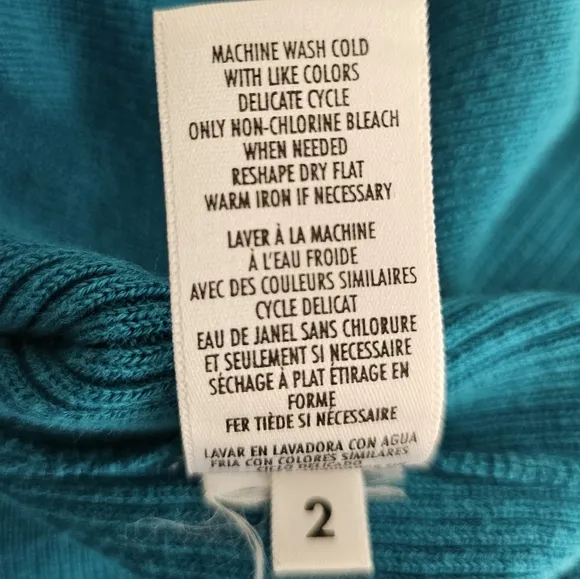 MACHINE WASH COLD
WITH LIKE COLORS
DELICATE CYCLE
ONLY NON-CHLORINE BLEACH
WHEN NEEDED
RESHAPE DRY FLAT
WARM IRON IF NECESSARY
LAVER À LA MACHINE
À L'EAU FROIDE
AVEC DES COULEURS SIMILAIRES
CYCLE DELICAT
EAU DE JANEL SANS CHLORURE
ET SEULEMENT SI NECESSAIRE
SÉCHAGE À PLAT ÉTIRAGE EN
FORME
FER TIÈDE SI NÉCESSAIRE
LAVAR EN LAVADORA CON AGUA
FRIA CON COLORES SIMILARES
CICLO DELICADO
2